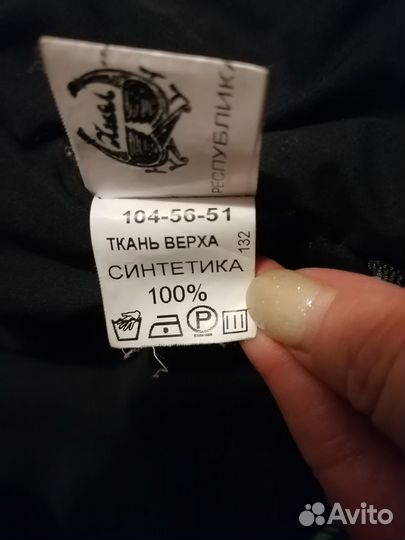 РЕСПУБЛИКА
104-56-51
ТКАНЬ ВЕРХА
132
СИНТЕТИКА
100%
P
Avito